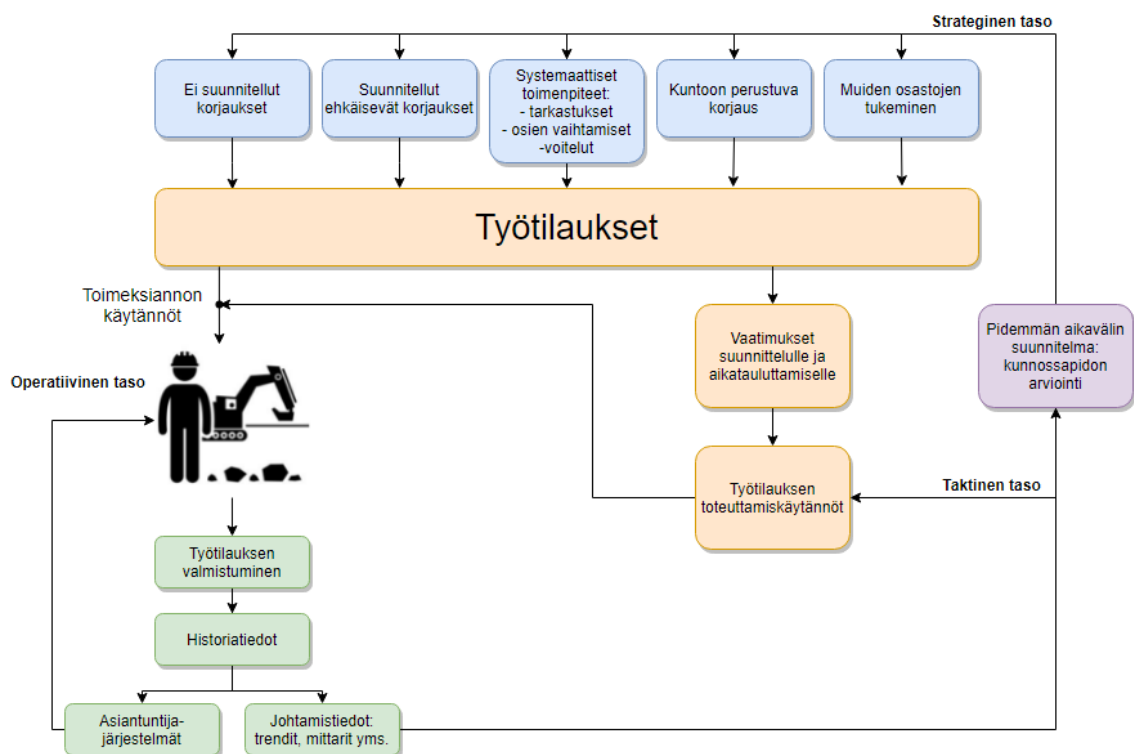 Strateginen taso
Ei suunnitellut
korjaukset
Suunnitellut
ehkäisevät korjaukset
Systemaattiset
toimenpiteet:
- tarkastukset
- osien vaihtamiset
-voitelut
Kuntoon perustuva
korjaus
Muiden osastojen
tukeminen
Työtilaukset
Toimeksiannon
käytännöt
Vaatimukset
suunnittelulle ja
aikatauluttamiselle
Pidemmän aikavälin
suunnitelma:
kunnossapidon
arviointi
Operatiivinen taso
Työtilauksen
toteuttamiskäytännöt
Taktinen taso
Työtilauksen
valmistuminen
Historiatiedot
Asiantuntija-
järjestelmät
Johtamistiedot:
trendit, mittarit yms.